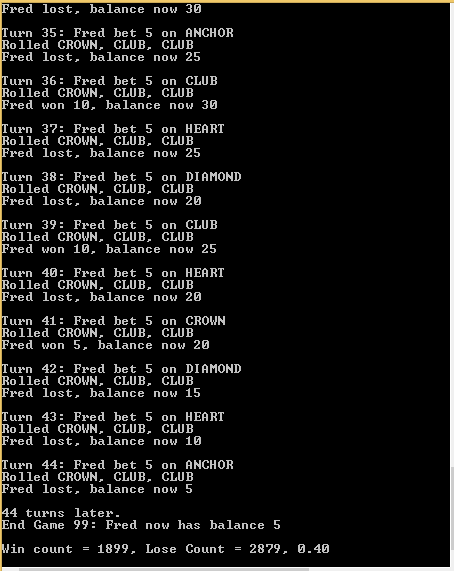 Fred lost, balance now 30
Turn 35: Fred bet 5 on ANCHOR
Rolled CROWN, CLUB, CLUB
Fred lost, balance now 25
Turn 36: Fred bet 5 on CLUB
Rolled CROWN, CLUB, CLUB
Fred won 10, balance now 30
Turn 37: Fred bet 5 on HEART
Rolled CROWN, CLUB, CLUB
Fred lost, balance now 25
Turn 38: Fred bet 5 on DIAMOND
Rolled CROWN, CLUB, CLUB
Fred lost, balance now 20
Turn 39: Fred bet 5 on CLUB
Rolled CROWN, CLUB, CLUB
Fred won 10, balance now 25
Turn 40: Fred bet 5 on HEART
Rolled CROWN, CLUB, CLUB
Fred lost, balance now 20
Turn 41: Fred bet 5 on CROWN
Rolled CROWN, CLUB, CLUB
Fred won 5, balance now 20
Turn 42: Fred bet 5 on DIAMOND
Rolled CROWN, CLUB, CLUB
Fred lost, balance now 15
Turn 43: Fred bet 5 on HEART
Rolled CROWN, CLUB, CLUB
Fred lost, balance now 10
Turn 44: Fred bet 5 on ANCHOR
Rolled CROWN, CLUB, CLUB
Fred lost, balance now 5
44 turns later.
End Game 99: Fred now has balance 5
Win count = 1899, Lose Count = 2879, 0.40